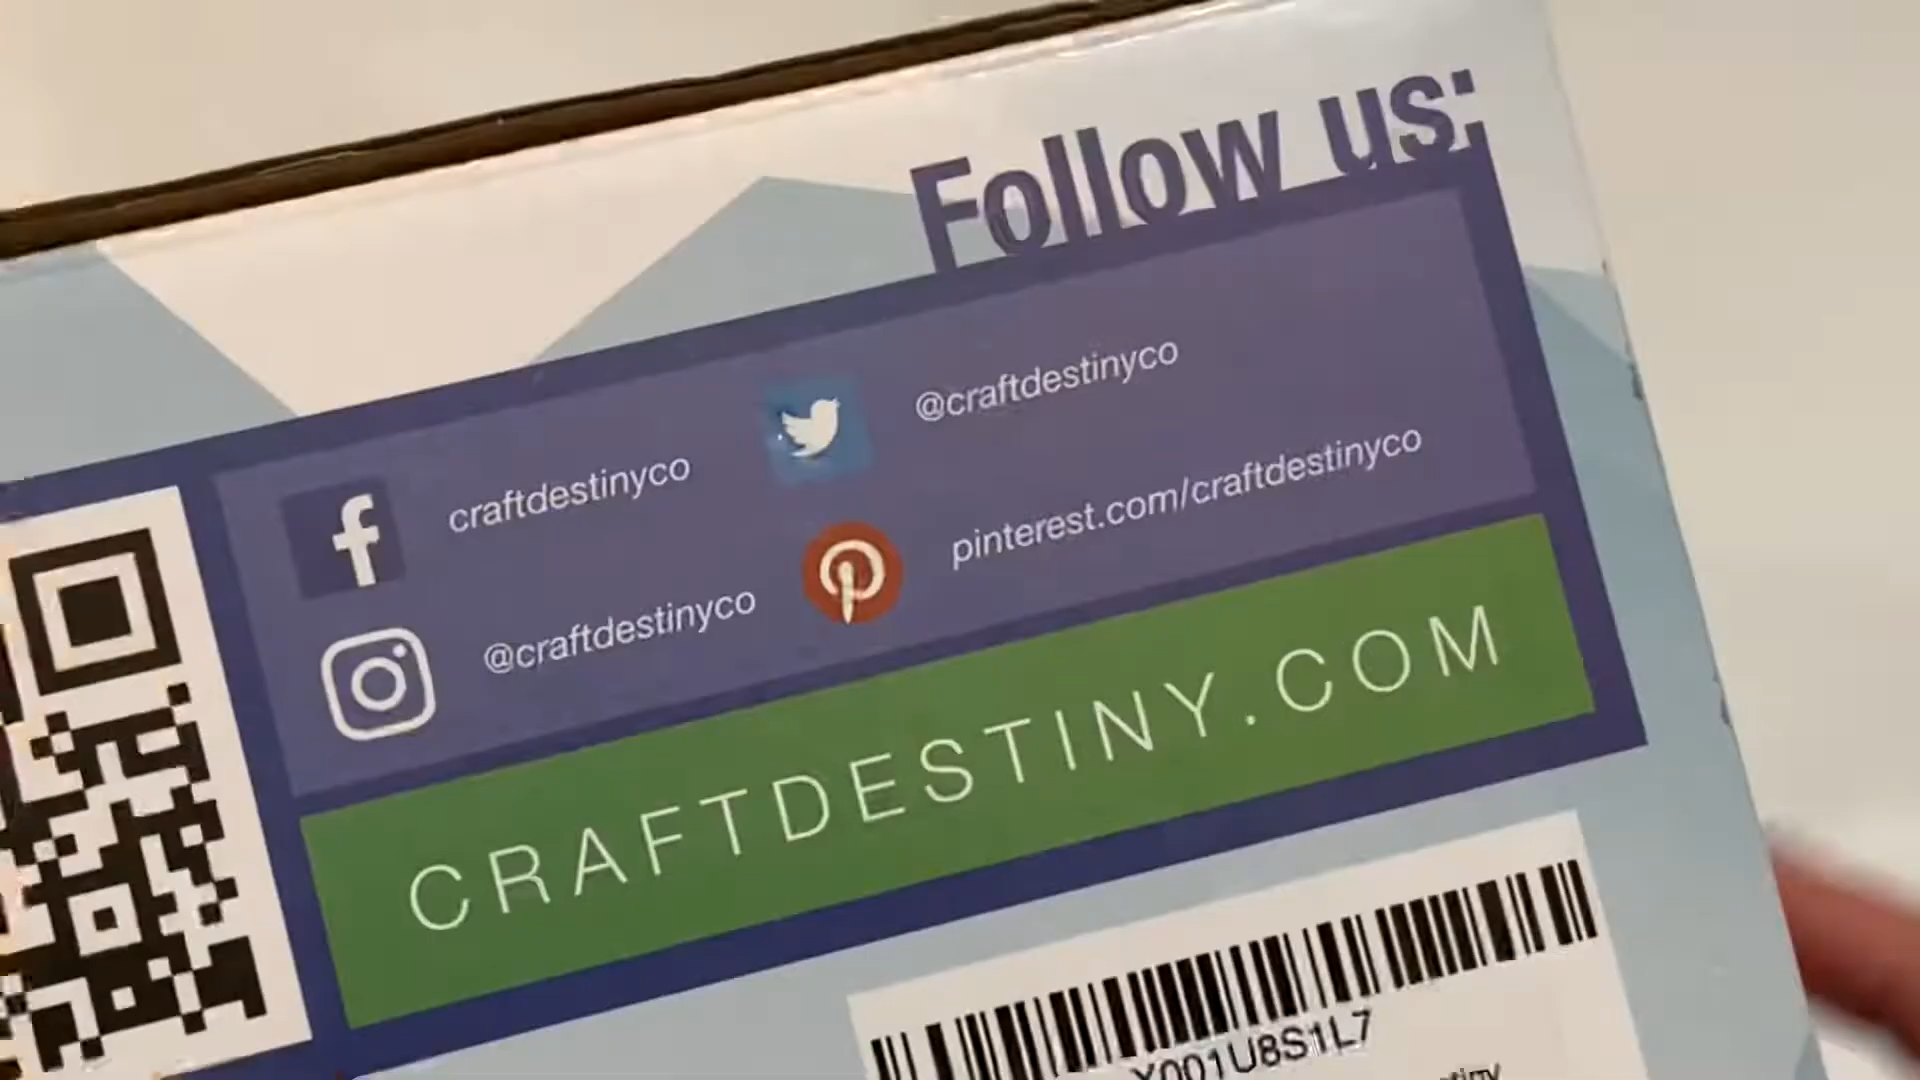 Follow us:
craftdestinyco
@craftdestinyco
@craftdestinyco
pinterest.com/craftdestinyco
CRAFTDESTINY.COM
X001U8S1L7